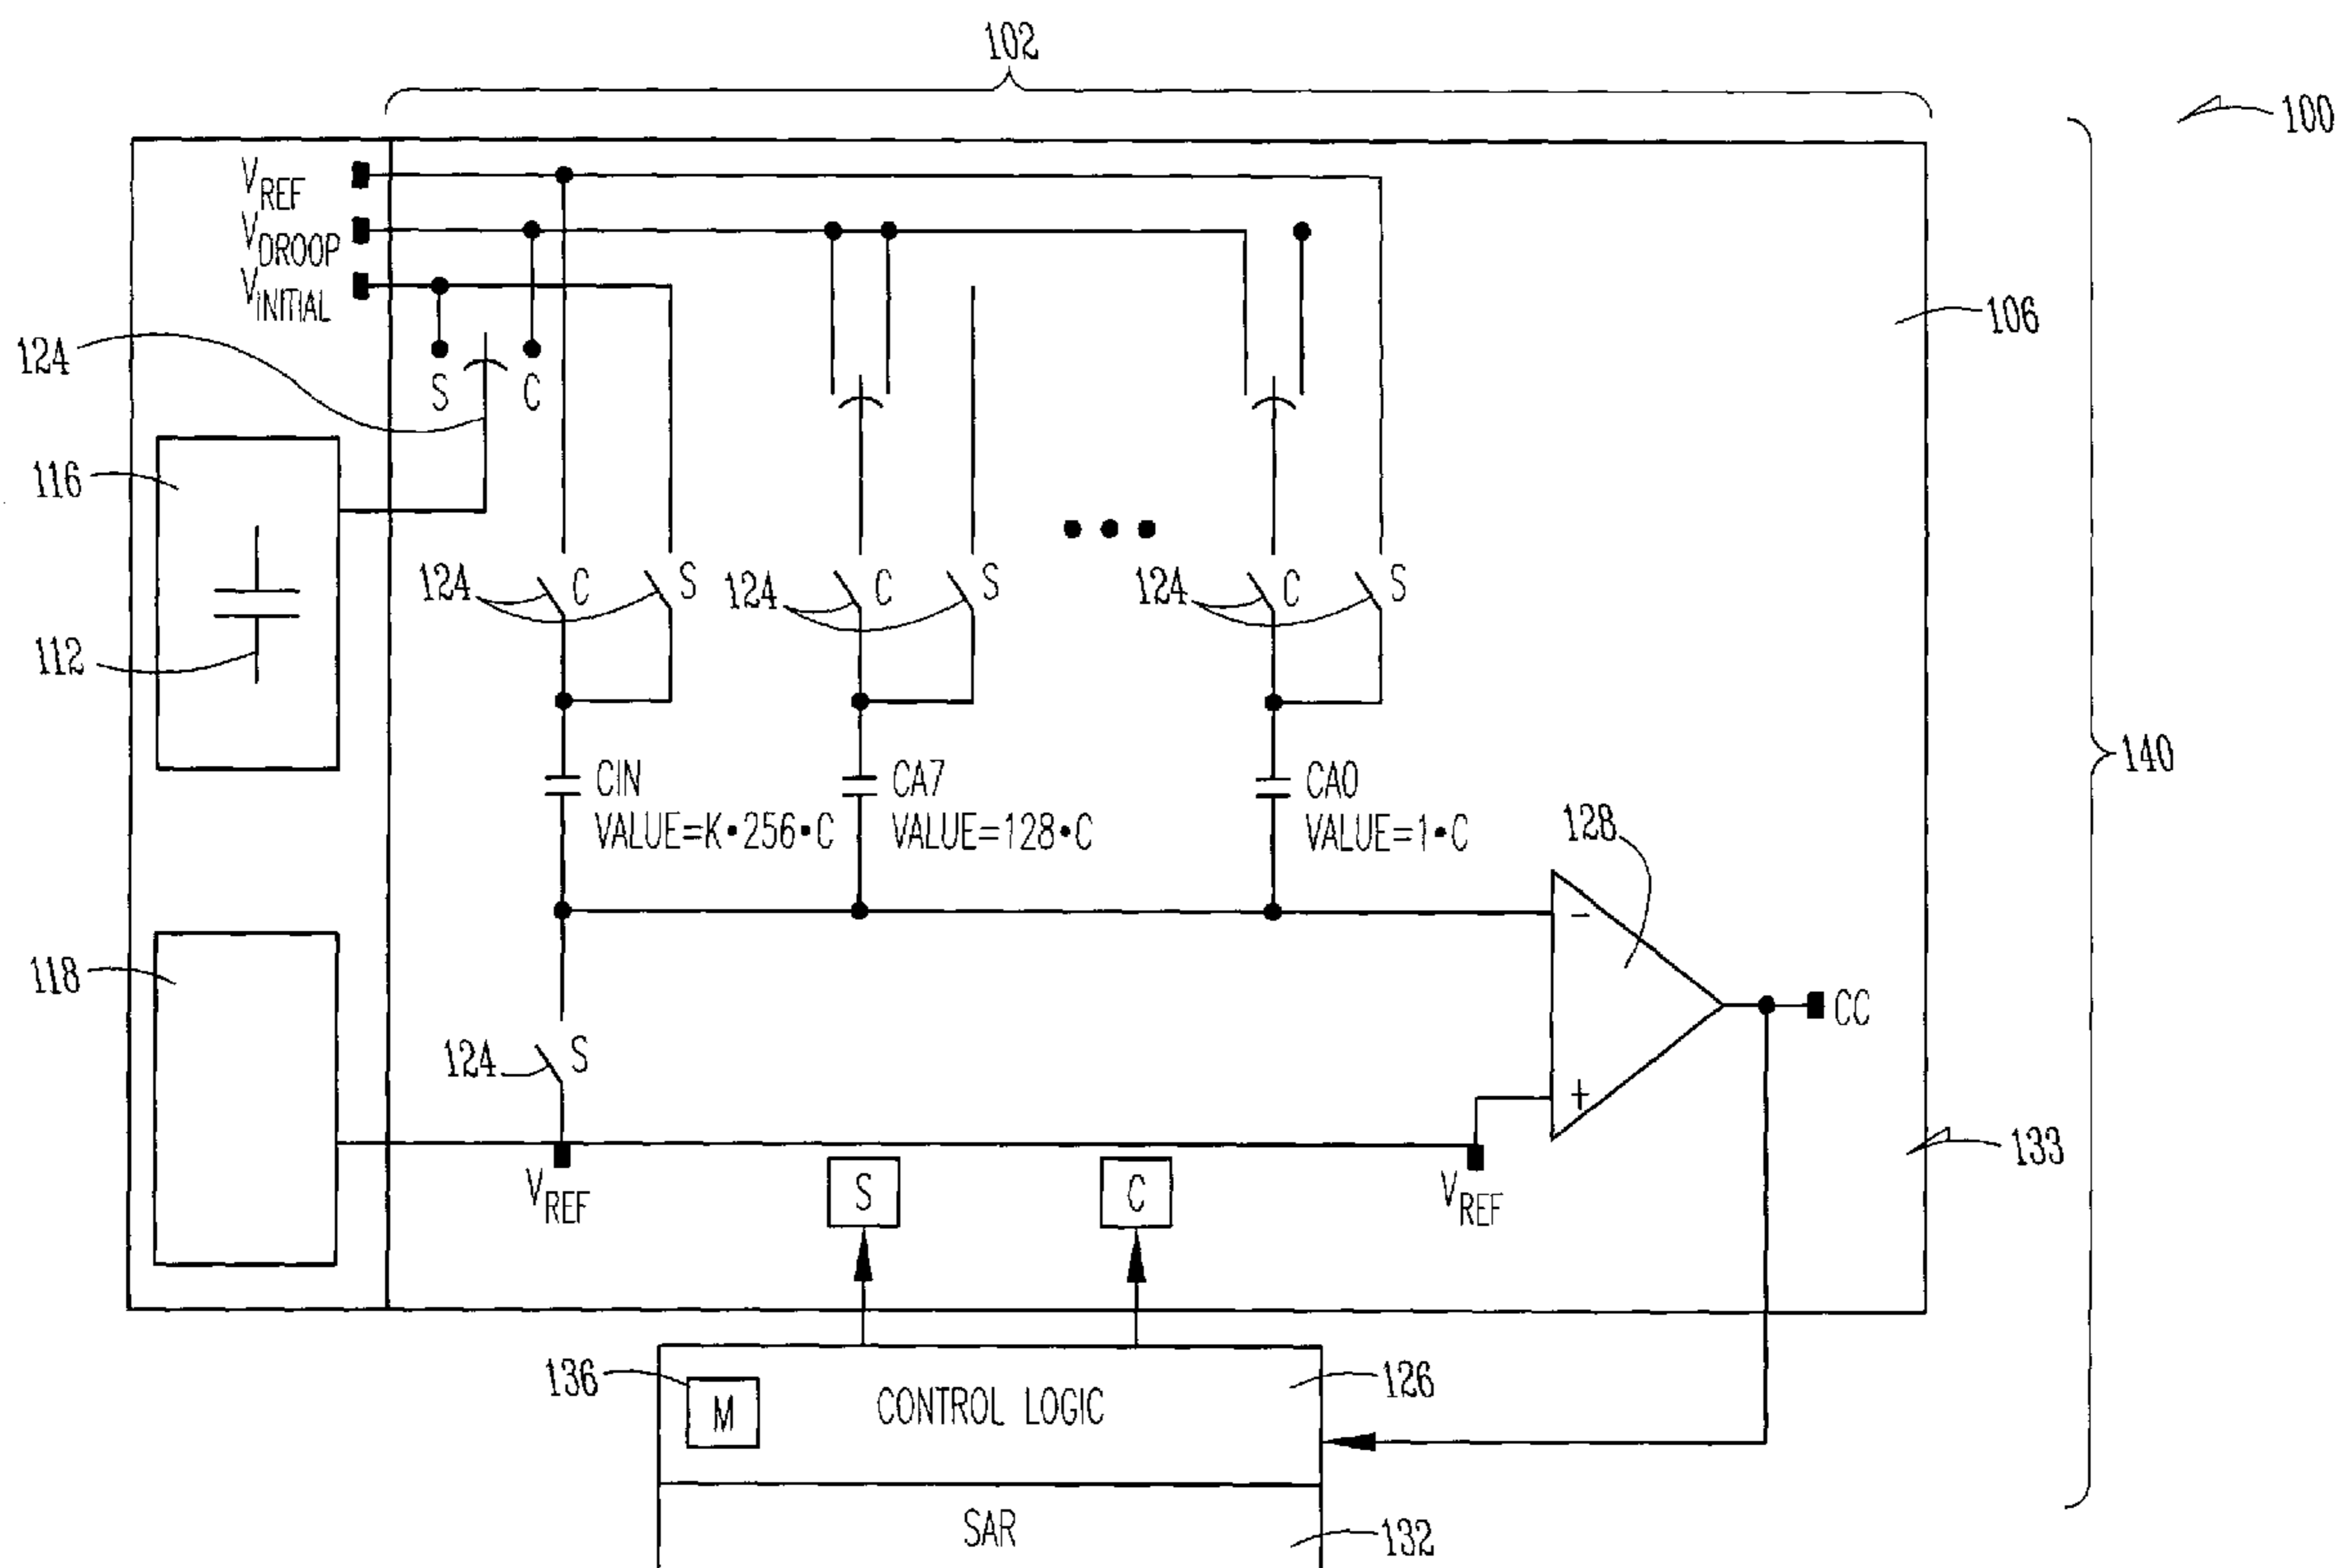 102
100
VREF
VDROOP
VINITIAL
106
124
S C
116
124 C S
124 C S
124 C S
112
140
CIN
VALUE=K•256•C
CA7
VALUE=128•C
CA0
VALUE=1•C
128
−
118
CC
124 S
+
133
VREF
S
C
VREF
136
M
CONTROL LOGIC
126
SAR
132